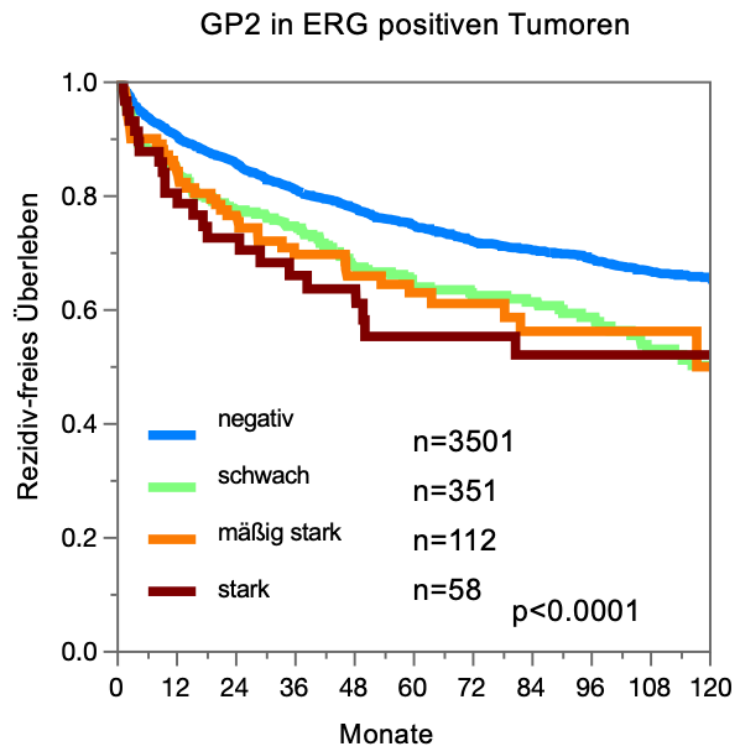 GP2 in ERG positiven Tumoren
Rezidiv-freies Überleben
1.0
0.8
0.6
0.4
0.2
0.0
negativ n=3501
schwach n=351
mäßig stark n=112
stark n=58
p<0.0001
0 12 24 36 48 60 72 84 96 108 120
Monate